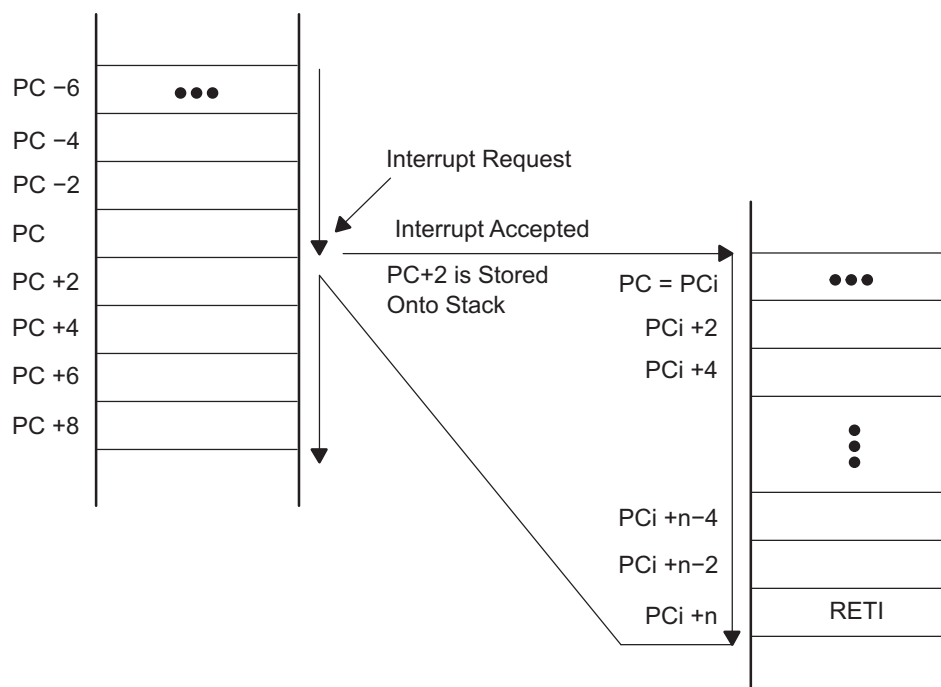 PC −6
PC −4
PC −2
PC
PC +2
PC +4
PC +6
PC +8
Interrupt Request
Interrupt Accepted
PC+2 is Stored
Onto Stack
PC = PCi
PCi +2
PCi +4
PCi +n−4
PCi +n−2
PCi +n
RETI